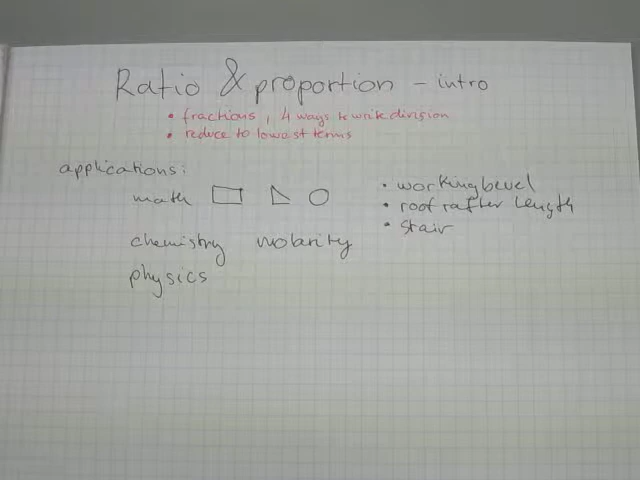 Ratio & proportion – intro
• fractions, 4 ways to write division
• reduce to lowest terms
applications:
math
• working bevel
• roof rafter length
• stair
chemistry molarity
physics